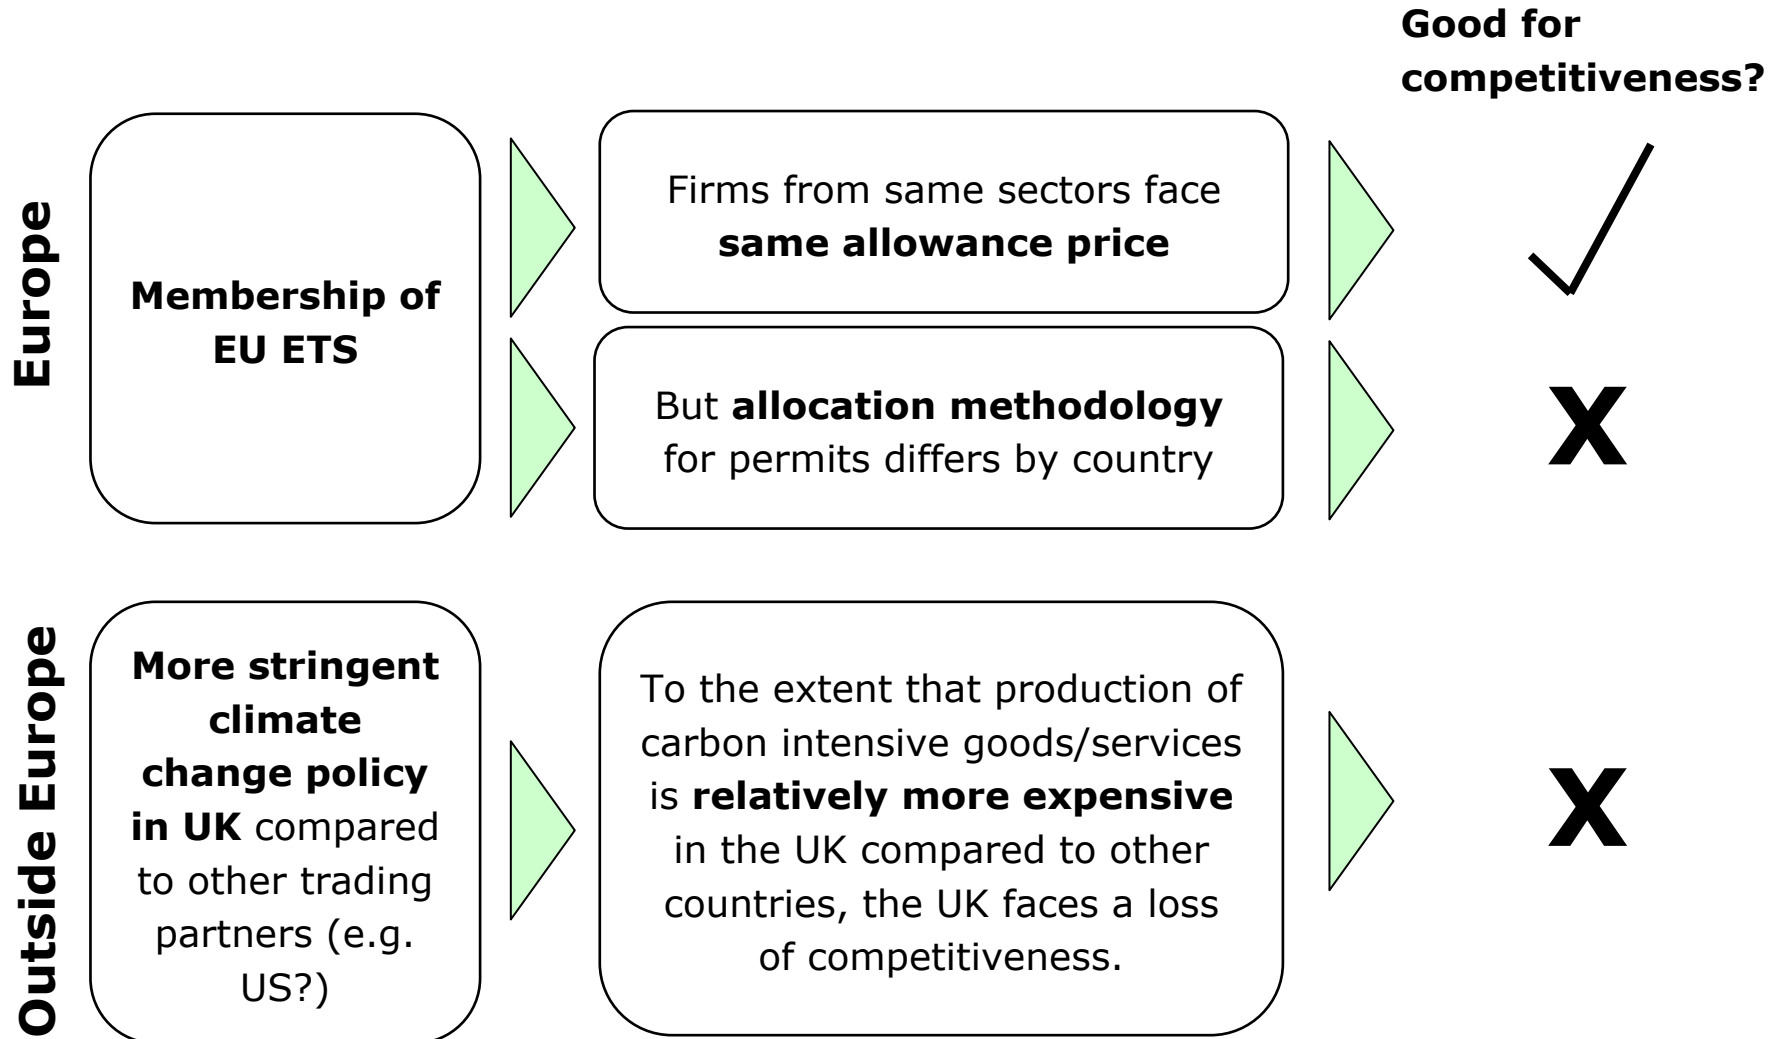 Good for
competitiveness?
Europe
Membership of
EU ETS
Firms from same sectors face
same allowance price
But allocation methodology
for permits differs by country
X
Outside Europe
More stringent
climate
change policy
in UK compared
to other trading
partners (e.g.
US?)
To the extent that production of
carbon intensive goods/services
is relatively more expensive
in the UK compared to other
countries, the UK faces a loss
of competitiveness.
X